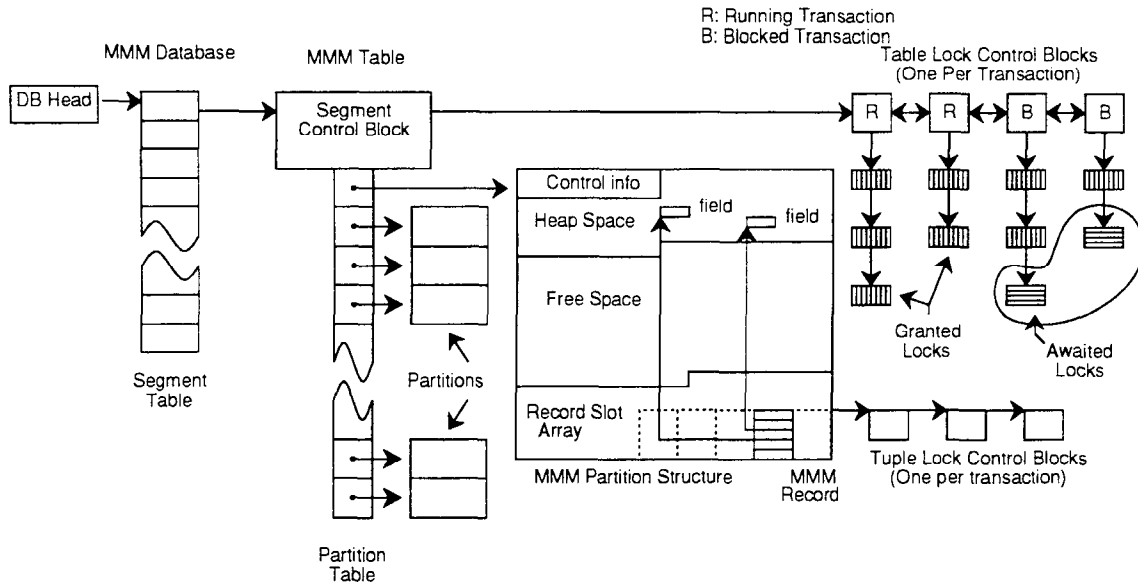 R: Running Transaction
B: Blocked Transaction
MMM Database
MMM Table
Table Lock Control Blocks
(One Per Transaction)
DB Head
Segment
Control Block
R
R
B
B
Control info
Heap Space
field
field
Free Space
Granted
Locks
Awaited
Locks
Segment
Table
Partitions
Record Slot
Array
MMM Partition Structure
MMM
Record
Tuple Lock Control Blocks
(One per transaction)
Partition
Table